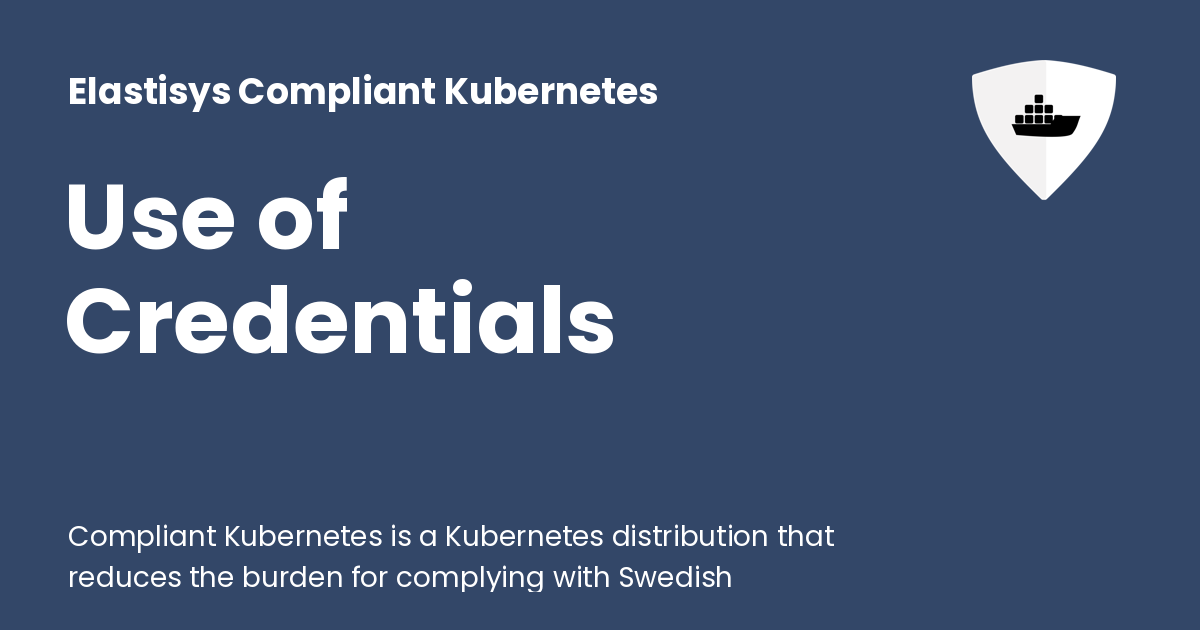 Elastisys Compliant Kubernetes
Use of
Credentials
Compliant Kubernetes is a Kubernetes distribution that
reduces the burden for complying with Swedish